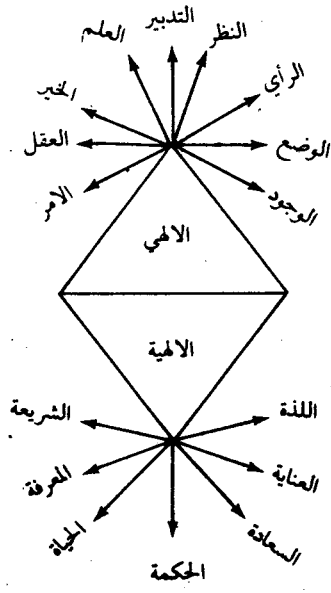 التدبير
النظر
العلم
الرأي
الخير
الوضع
العقل
الوجود
الامر
الالهي
الالهية
اللذة
الشريعة
العناية
المعرفة
السعادة
الحياة
الحكمة